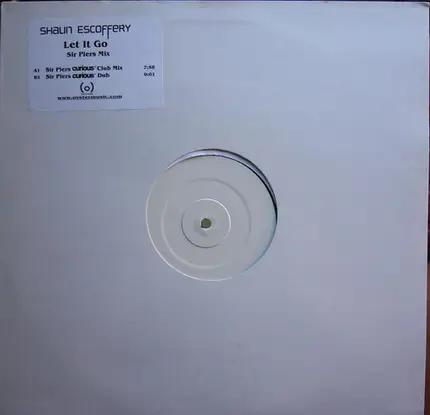 SHAUN ESCOFFERY
Let It Go
Sir Piers Mix
A1 Sir Piers curious' Club Mix 7:58
B1 Sir Piers curious' Dub
www.oystermusic.com